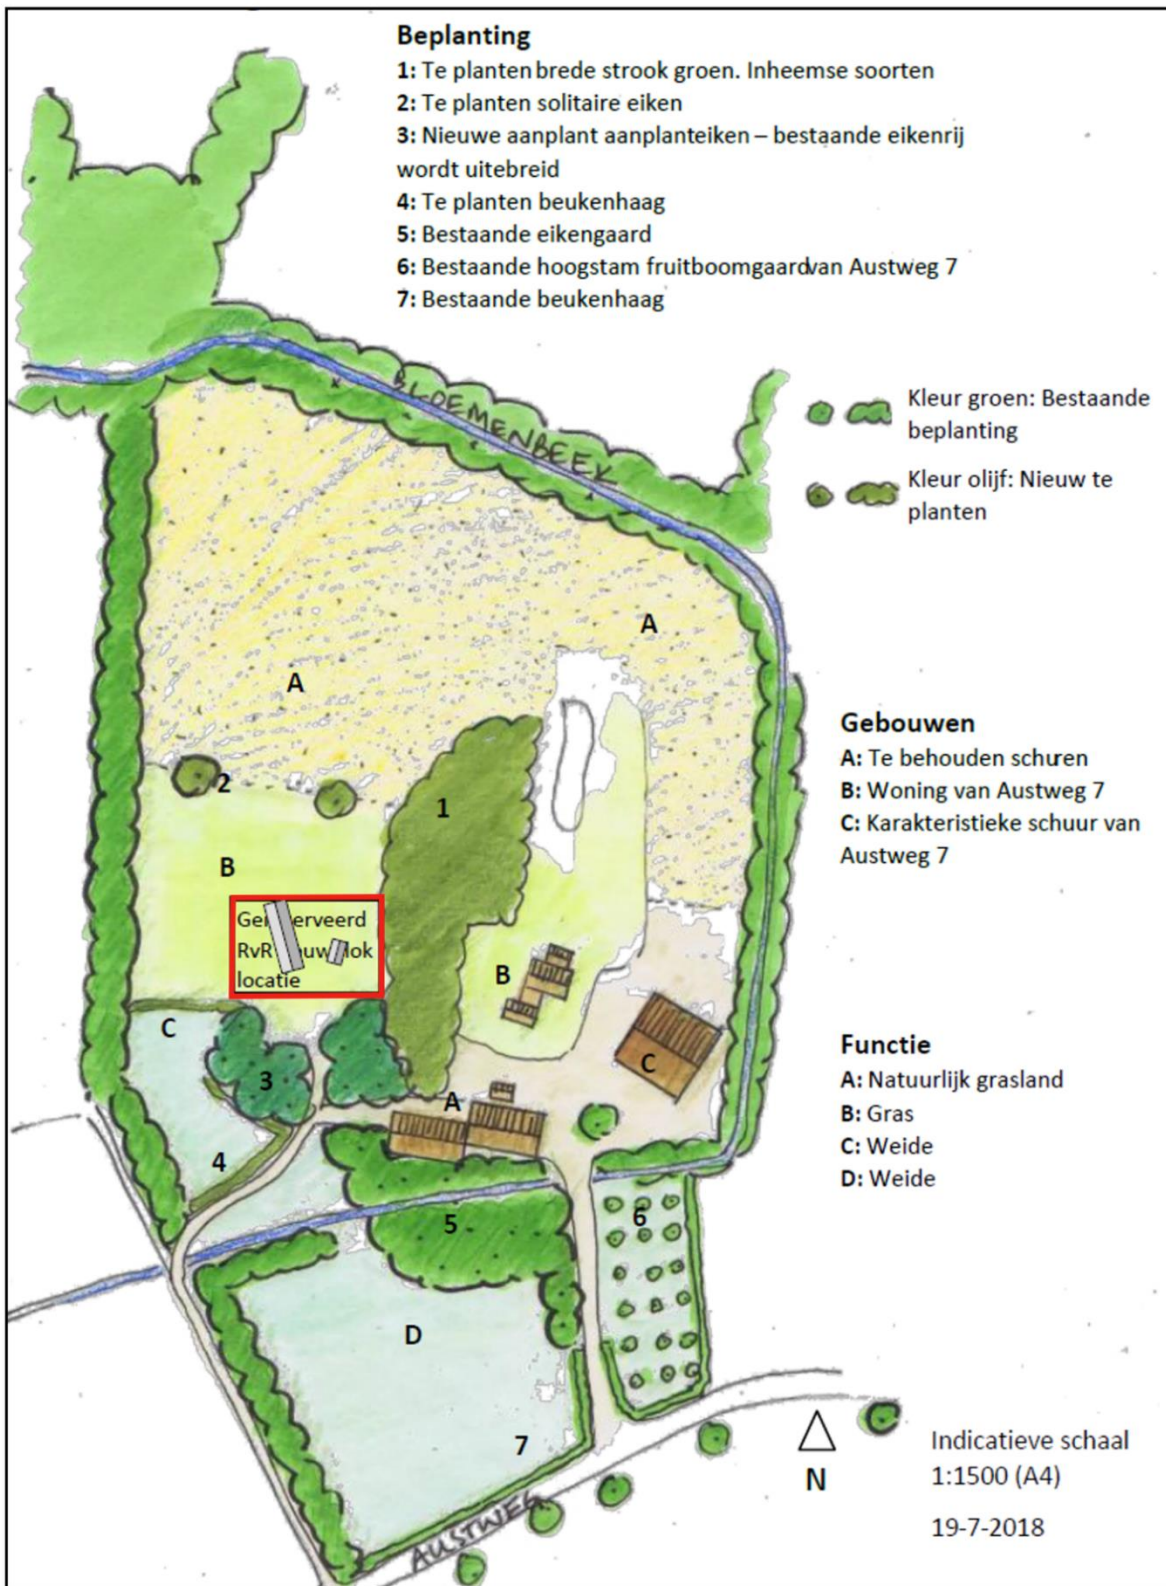 Beplanting
1: Te planten brede strook groen. Inheemse soorten
2: Te planten solitaire eiken
3: Nieuwe aanplant aanplanteiken – bestaande eikenrij
wordt uitebreid
4: Te planten beukenhaag
5: Bestaande eikengaard
6: Bestaande hoogstam fruitboomgaardvan Austweg 7
7: Bestaande beukenhaag
BLOEMENBEEK
Kleur groen: Bestaande
beplanting
Kleur olijf: Nieuw te
planten
A
A
Gebouwen
A: Te behouden schuren
B: Woning van Austweg 7
C: Karakteristieke schuur van
Austweg 7
2
1
B
RvR
locatie
B
C
C
3
A
4
5
6
Functie
A: Natuurlijk grasland
B: Gras
C: Weide
D: Weide
D
7
AUSTWEG
N
Indicatieve schaal
1:1500 (A4)
19-7-2018